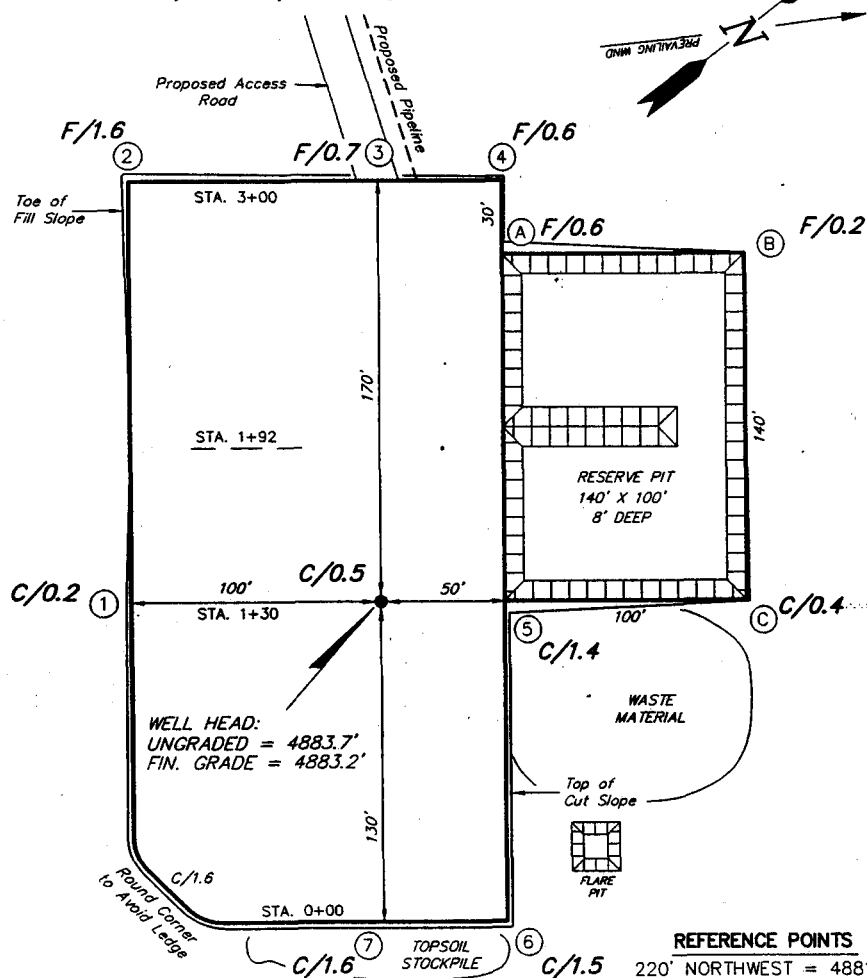 PREVAILING WIND
N
Proposed Access
Road
Proposed Pipeline
F/1.6
2
F/0.7
3
F/0.6
4
Toe of
Fill Slope
STA. 3+00
30'
A
F/0.6
B
F/0.2
170'
140'
STA. 1+92
RESERVE PIT
140' X 100'
8' DEEP
C/0.2
1
100'
C/0.5
50'
STA. 1+30
5
100'
C
C/0.4
C/1.4
WELL HEAD:
UNGRADED = 4883.7'
FIN. GRADE = 4883.2'
WASTE
MATERIAL
Top of
Cut Slope
130'
FLARE
PIT
C/1.6
Round Corner
to Avoid Ledge
STA. 0+00
7
C/1.6
TOPSOIL
STOCKPILE
6
C/1.5
REFERENCE POINTS
220' NORTHWEST =